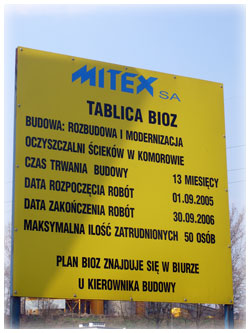 MITEX SA
TABLICA BIOZ
BUDOWA: ROZBUDOWA I MODERNIZACJA
OCZYSZCZALNI ŚCIEKÓW W KOMOROWIE
CZAS TRWANIA BUDOWY 13 MIESIĘCY
DATA ROZPOCZĘCIA ROBÓT 01.09.2005
DATA ZAKOŃCZENIA ROBÓT 30.09.2006
MAKSYMALNA ILOŚĆ ZATRUDNIONYCH 50 OSÓB
PLAN BIOZ ZNAJDUJE SIĘ W BIURZE
U KIEROWNIKA BUDOWY